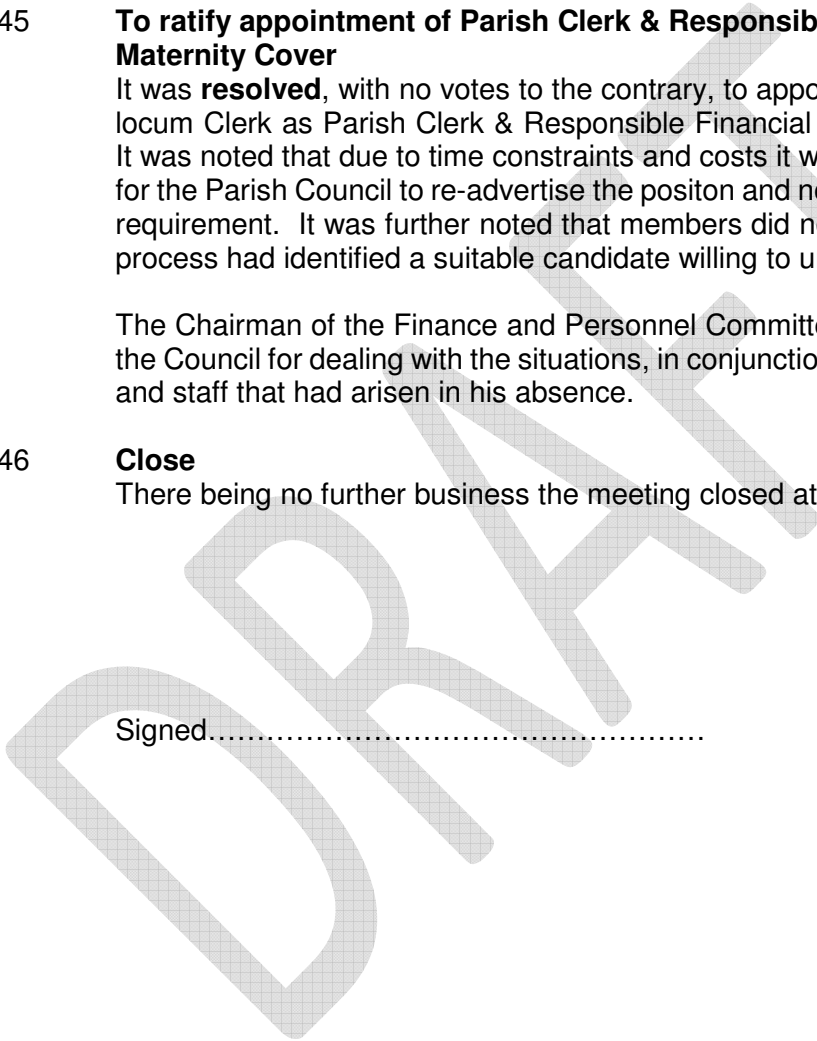 45 To ratify appointment of Parish Clerk & Responsib
Maternity Cover
It was resolved, with no votes to the contrary, to appo
locum Clerk as Parish Clerk & Responsible Financial
It was noted that due to time constraints and costs it w
for the Parish Council to re-advertise the positon and n
requirement. It was further noted that members did n
process had identified a suitable candidate willing to u
The Chairman of the Finance and Personnel Committ
the Council for dealing with the situations, in conjunctio
and staff that had arisen in his absence.
46 Close
There being no further business the meeting closed at
Signed……………………………………………
DRAFT